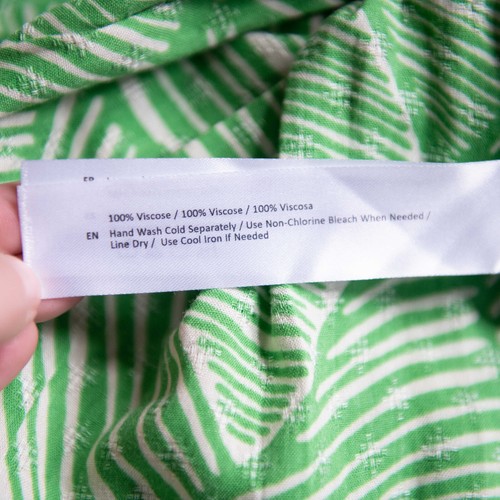 100% Viscose / 100% Viscose / 100% Viscosa
EN Hand Wash Cold Separately / Use Non-Chlorine Bleach When Needed /
Line Dry / Use Cool Iron If Needed